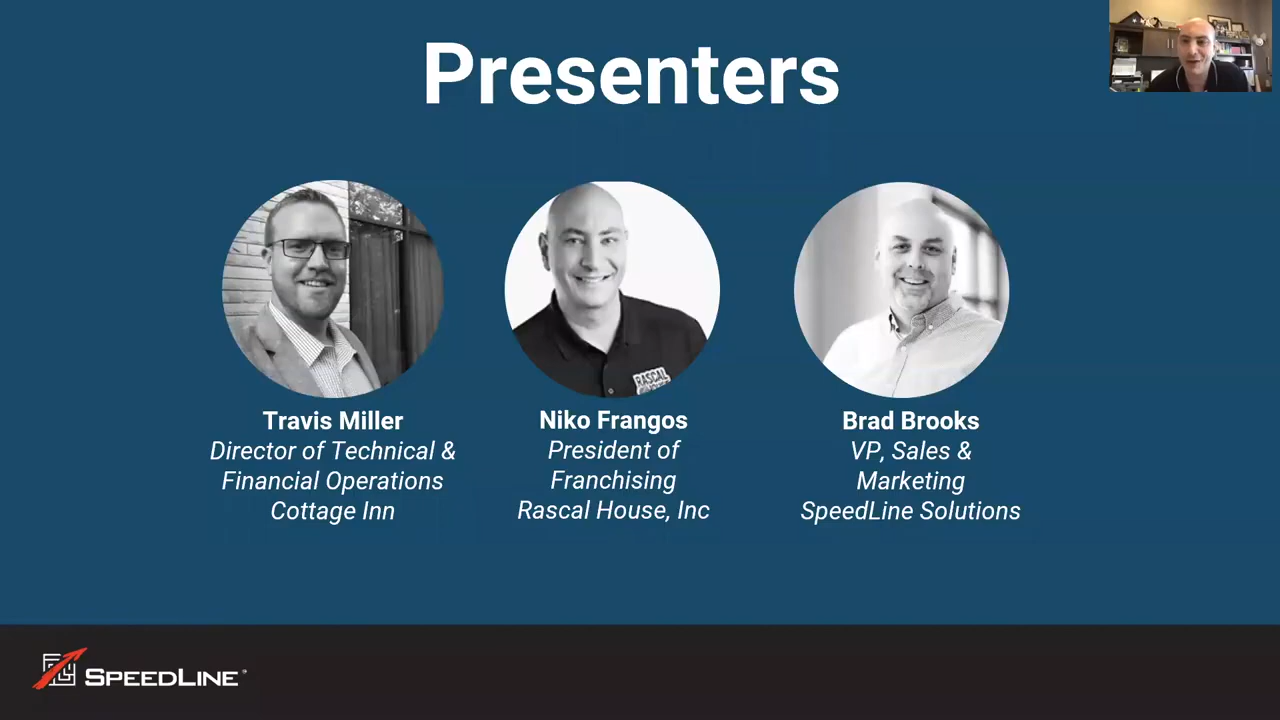 Presenters
RASCAL
Travis Miller
Director of Technical &
Financial Operations
Cottage Inn
Niko Frangos
President of
Franchising
Rascal House, Inc
Brad Brooks
VP, Sales &
Marketing
SpeedLine Solutions
SPEEDLINE